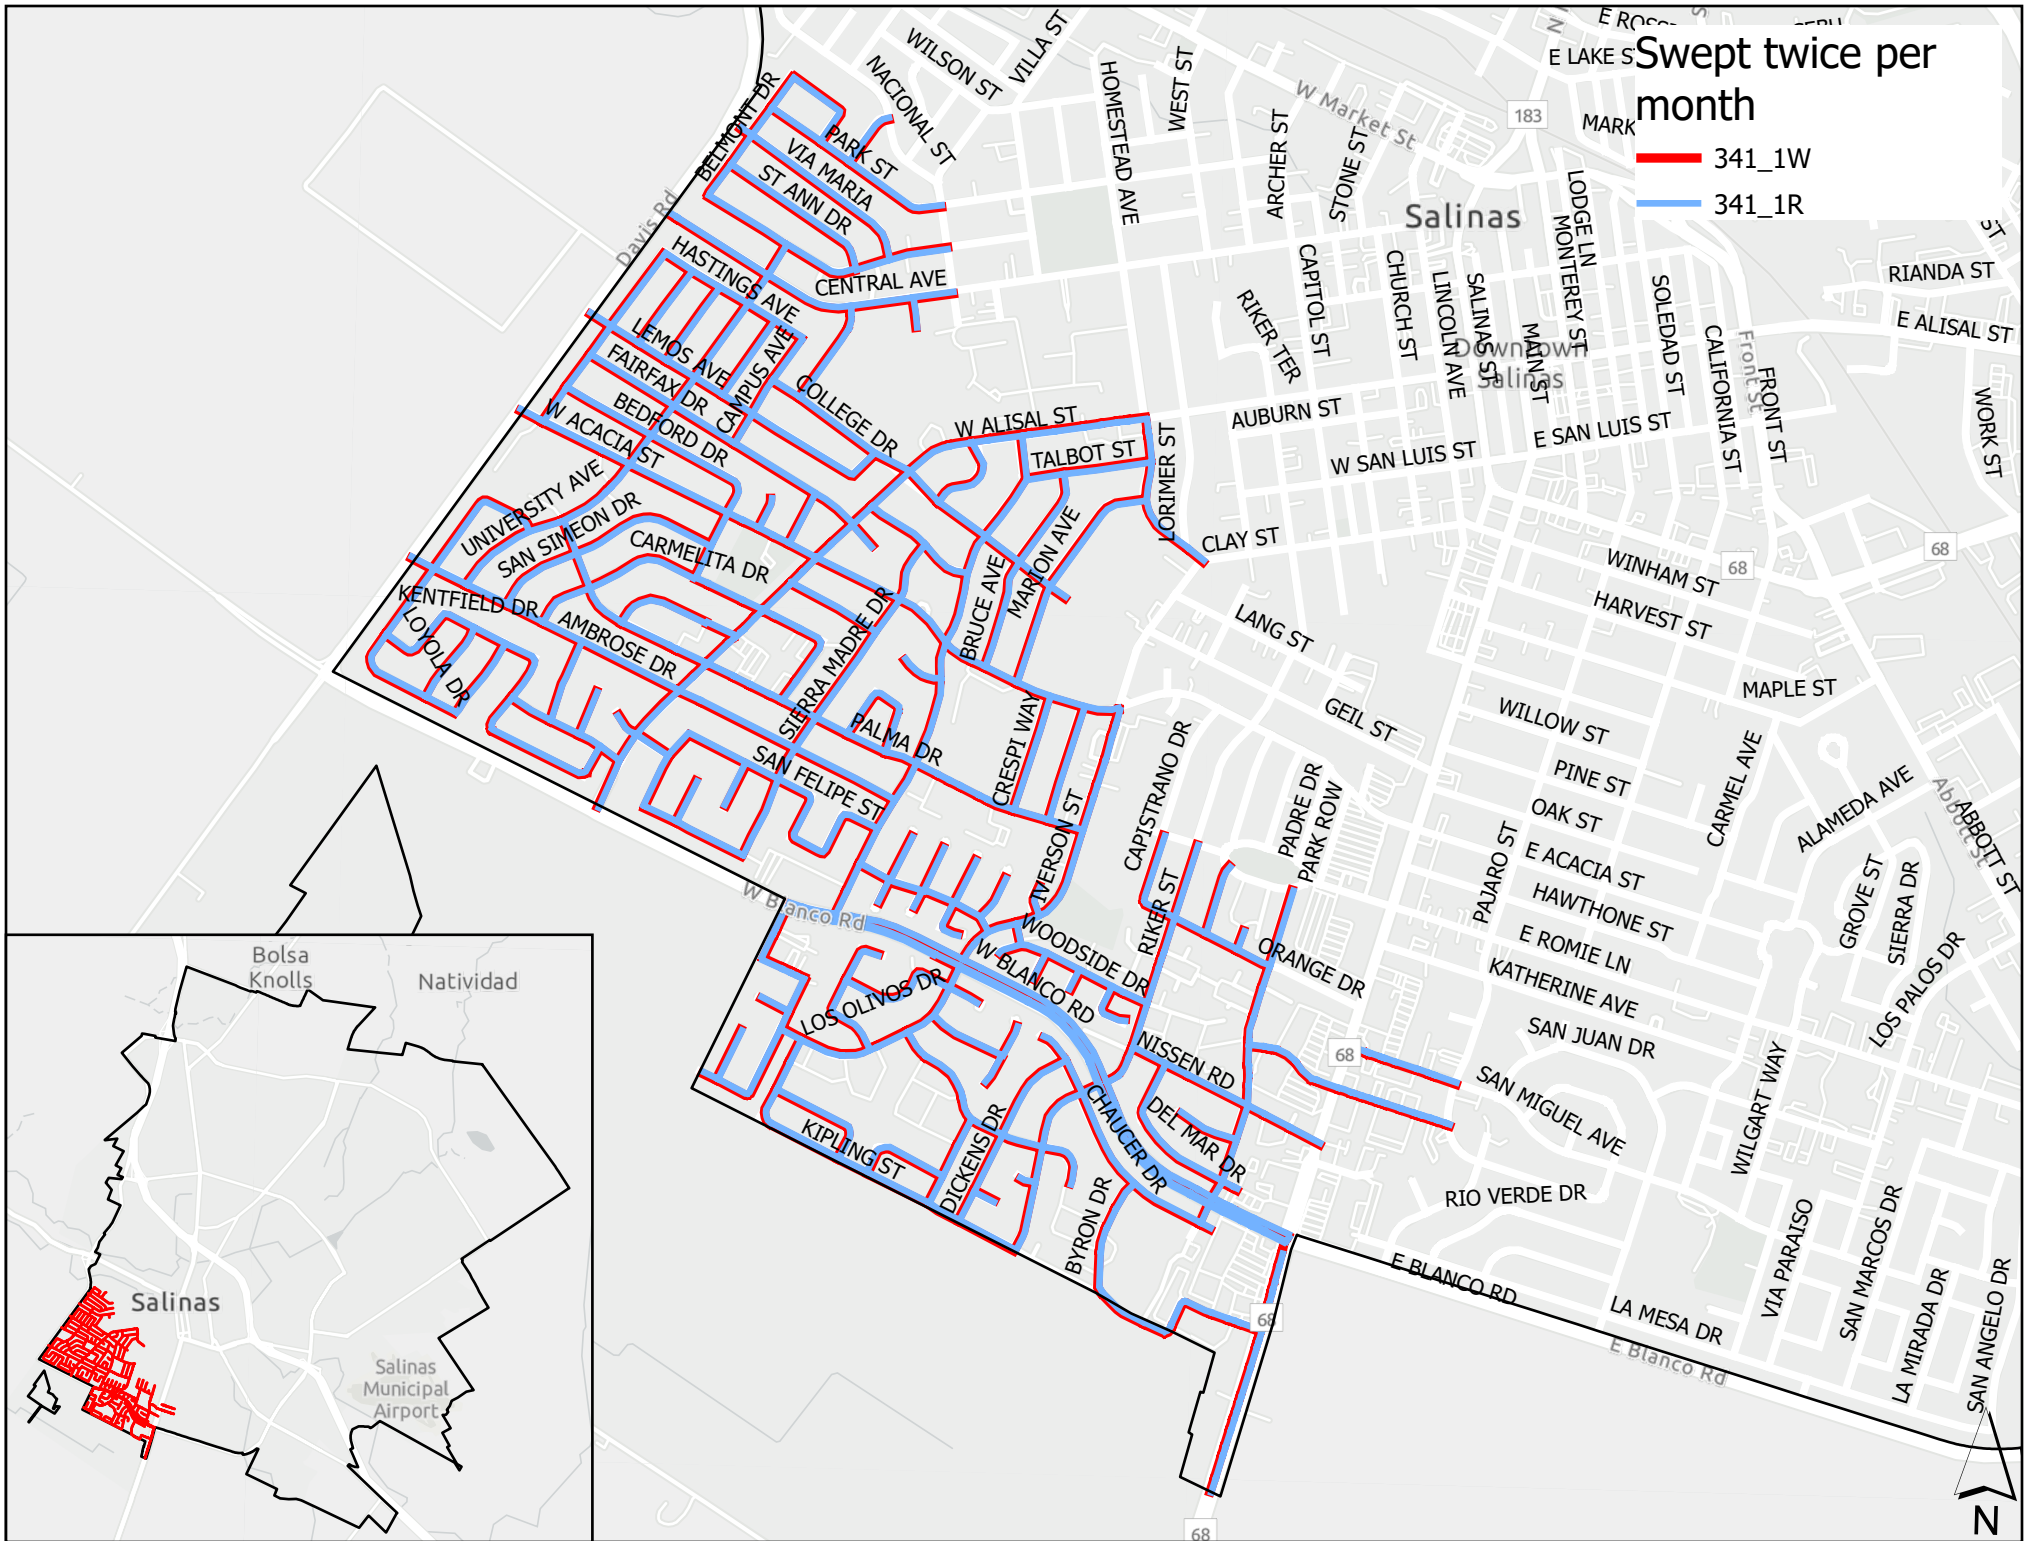 Swept twice per
month
341_1W
341_1R
WILSON ST
VILLA ST
NACIONAL ST
HOMESTEAD AVE
WEST ST
W Market St
183
E LAKE ST
ARCHER ST
STONE ST
LODGE LN
MONTEREY ST
Salinas
BELMONT DR
PARK ST
VIA MARIA
ST ANN DR
Davis Rd
HASTINGS AVE
CENTRAL AVE
CAPITOL ST
RIKER TER
CHURCH ST
LINCOLN AVE
SALINAS ST
MAIN ST
Downtown
Salinas
SOLEDAD ST
CALIFORNIA ST
Front St
FRONT ST
RIANDA ST
E ALISAL ST
WORK ST
LEMOS AVE
FAIRFAX DR
CAMPUS AVE
BEDFORD DR
COLLEGE DR
W ACACIA ST
W ALISAL ST
TALBOT ST
AUBURN ST
W SAN LUIS ST
E SAN LUIS ST
LORIMER ST
CLAY ST
UNIVERSITY AVE
SAN SIMEON DR
CARMELITA DR
MARION AVE
BRUCE AVE
68
68
WINHAM ST
HARVEST ST
KENTFIELD DR
LOYOLA DR
AMBROSE DR
SIERRA MADRE DR
LANG ST
GEIL ST
MAPLE ST
WILLOW ST
PINE ST
OAK ST
CARMEL AVE
ALAMEDA AVE
Abbott St
ABBOTT ST
PALMA DR
CRESPI WAY
SAN FELIPE ST
IVERSON ST
CAPISTRANO DR
PADRE DR
PARK ROW
PAJARO ST
E ACACIA ST
HAWTHONE ST
E ROMIE LN
KATHERINE AVE
GROVE ST
SIERRA DR
LOS PALOS DR
W Blanco Rd
WOODSIDE DR
RIKER ST
ORANGE DR
W BLANCO RD
LOS OLIVOS DR
NISSEN RD
68
SAN JUAN DR
SAN MIGUEL AVE
WILGART WAY
CHAUCER DR
DEL MAR DR
KIPLING ST
DICKENS DR
BYRON DR
RIO VERDE DR
VIA PARAISO
SAN MARCOS DR
E BLANCO RD
LA MESA DR
E Blanco Rd
LA MIRADA DR
SAN ANGELO DR
68
68
N
Bolsa
Knolls
Natividad
Salinas
Salinas
Municipal
Airport